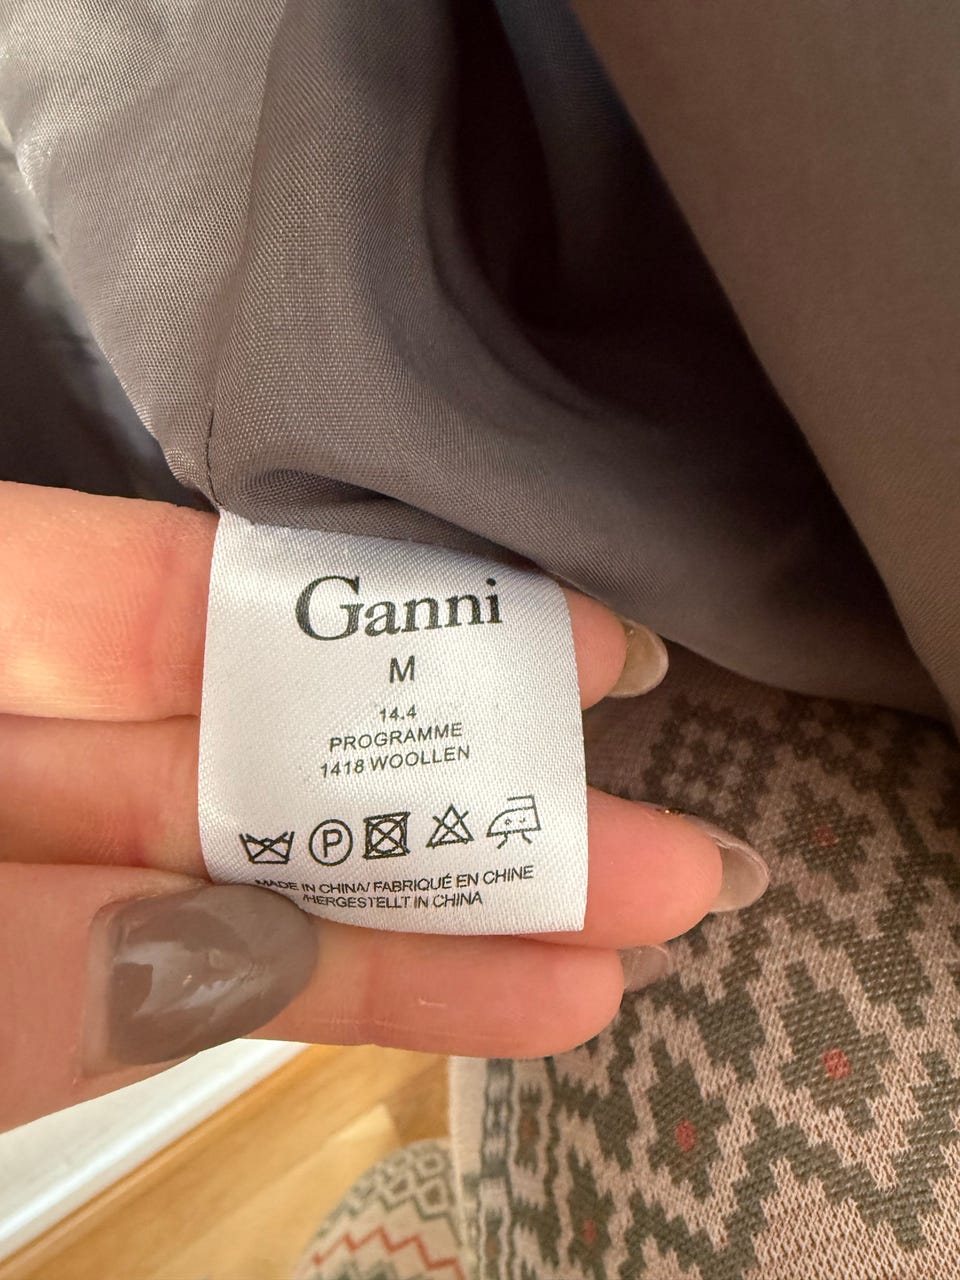 Ganni
M
14.4
PROGRAMME
1418 WOOLLEN
P
MADE IN CHINA/ FABRIQUÉ EN CHINE
/HERGESTELLT IN CHINA